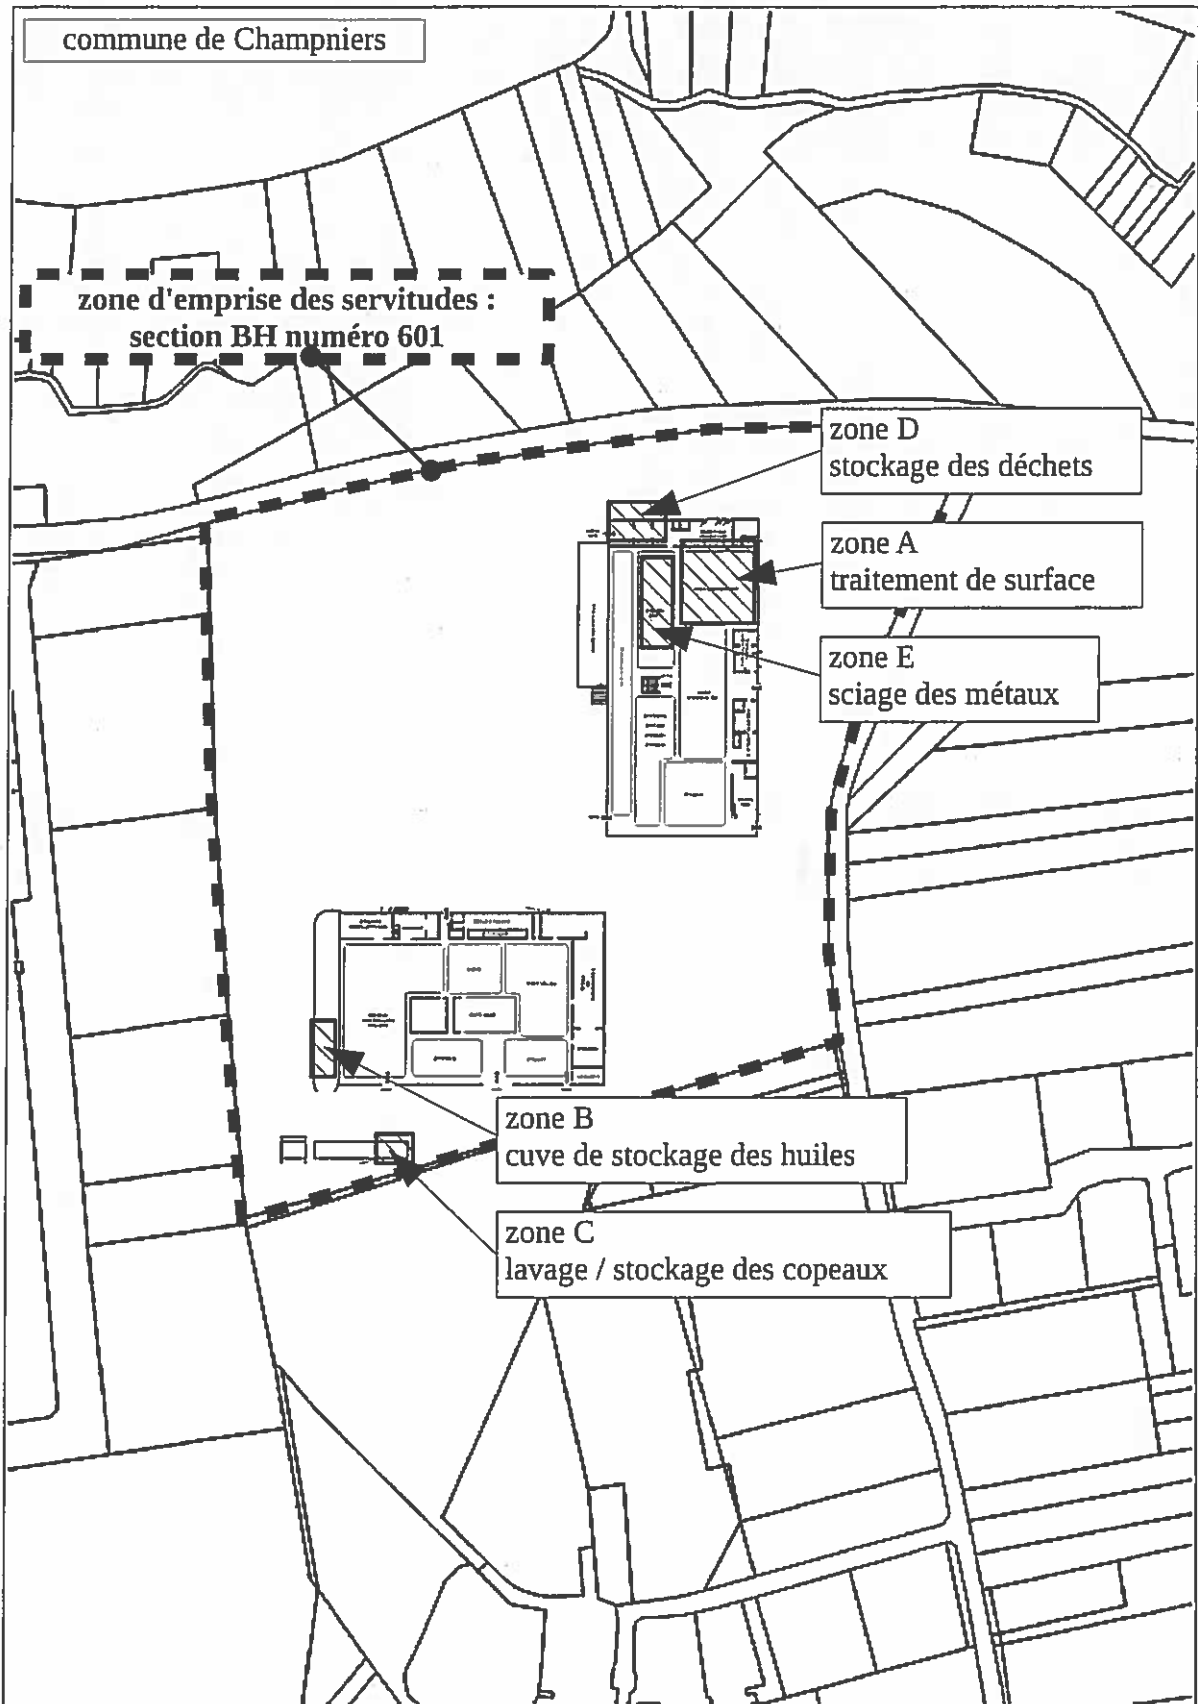 commune de Champniers
zone d'emprise des servitudes :
section BH numéro 601
zone D
stockage des déchets
zone A
traitement de surface
zone E
sciage des métaux
zone B
cuve de stockage des huiles
zone C
lavage / stockage des copeaux